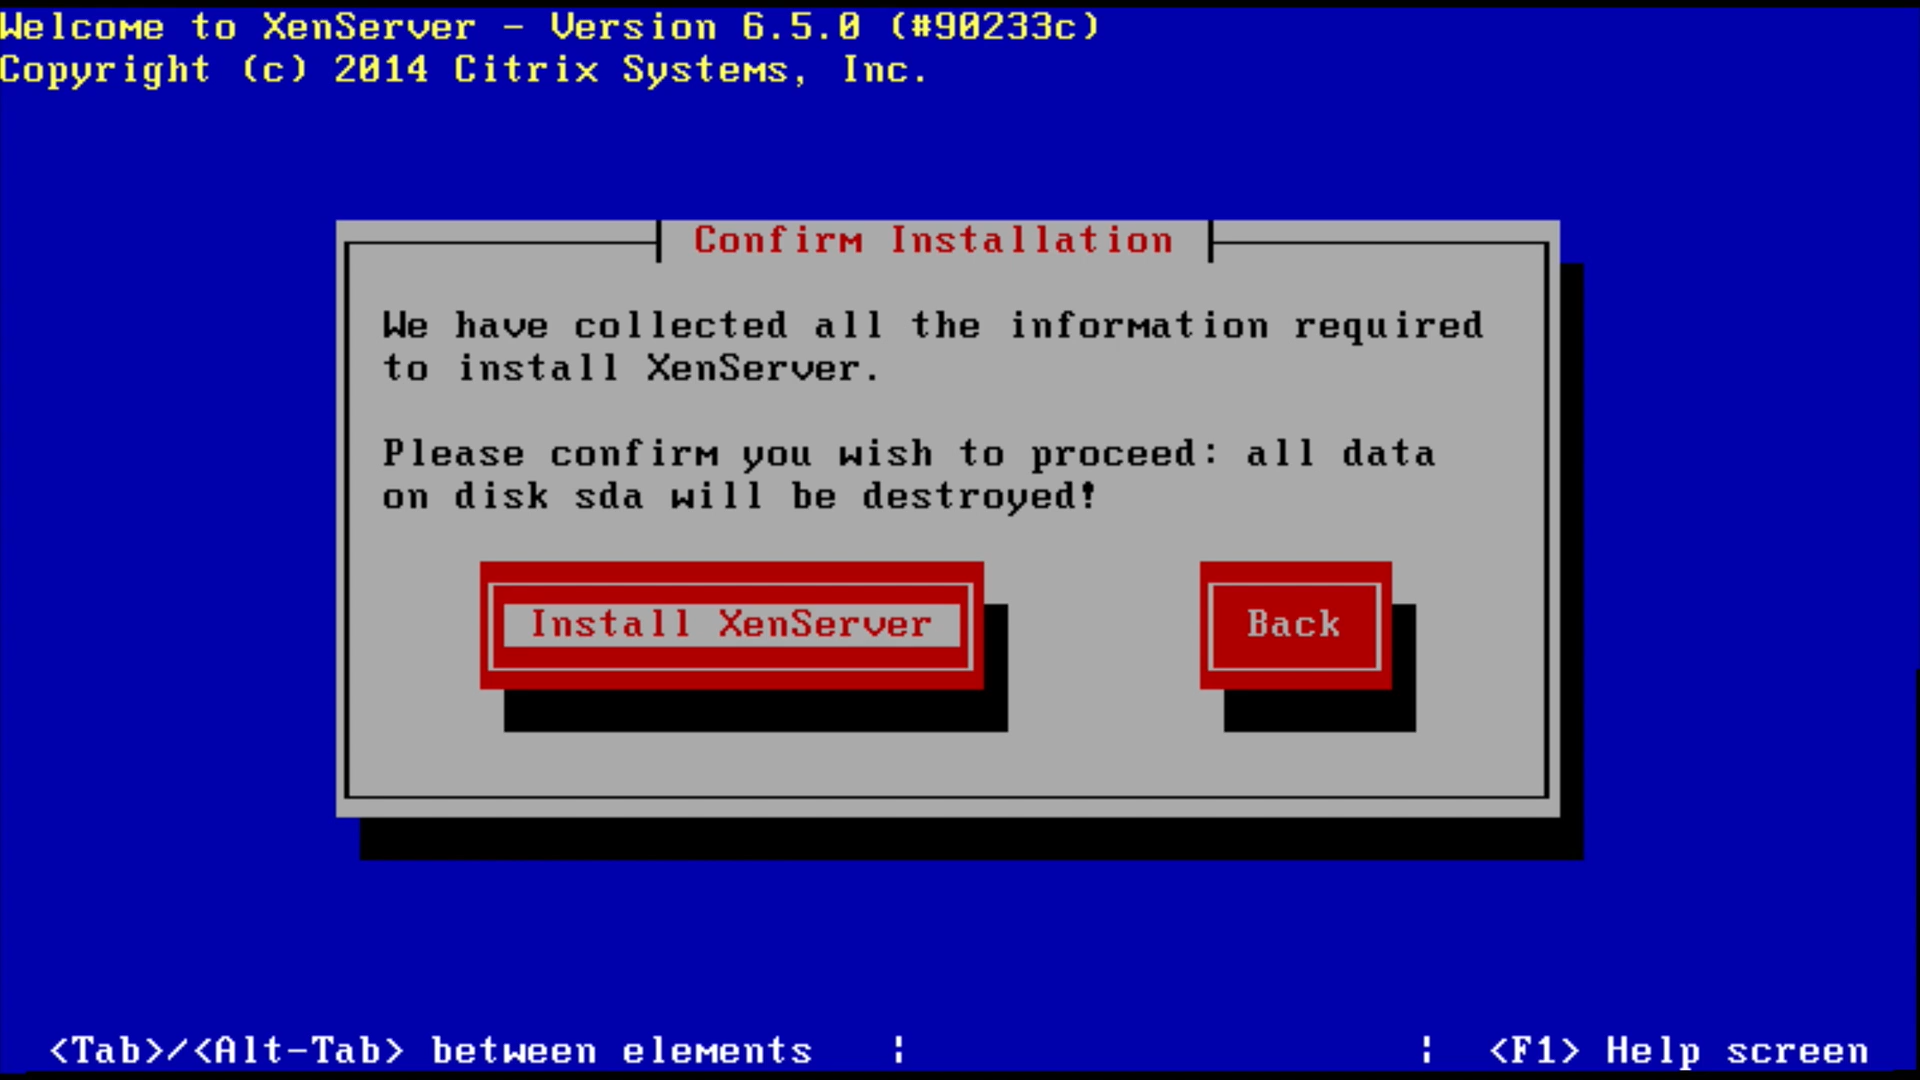 Welcome to XenServer - Version 6.5.0 (#90233c)
Copyright (c) 2014 Citrix Systems, Inc.
Confirm Installation
We have collected all the information required
to install XenServer.
Please confirm you wish to proceed: all data
on disk sda will be destroyed!
Install XenServer Back
<Tab>/<Alt-Tab> between elements ¦ ¦ <F1> Help screen